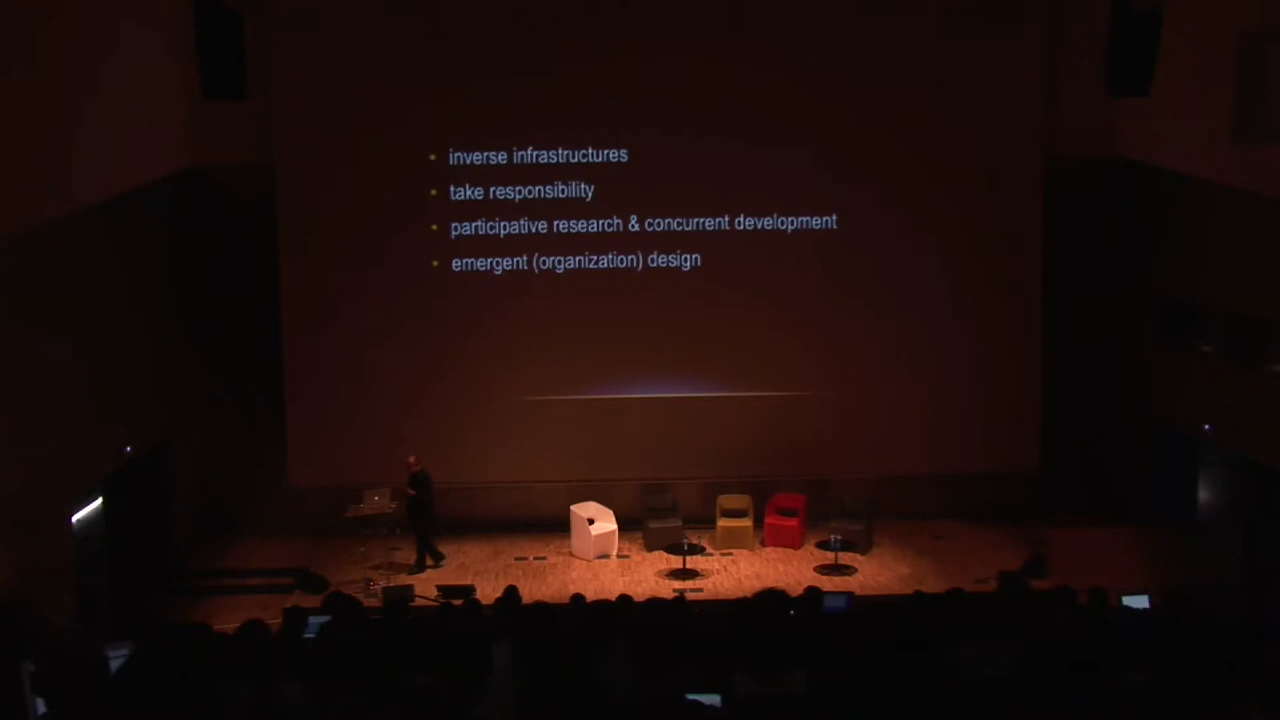 inverse infrastructures
take responsibility
participative research & concurrent development
emergent (organization) design